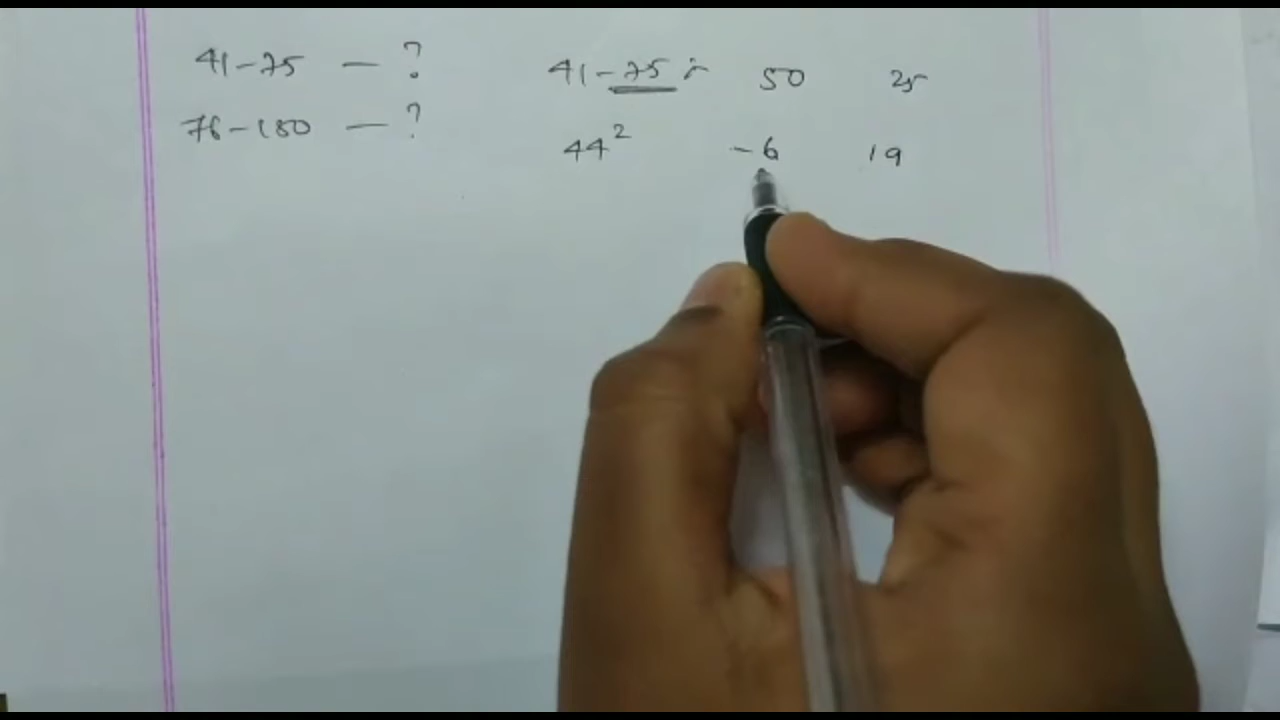 41-75 — ?
76-150 — ?
41-75 :- 50 25
44² -6 19